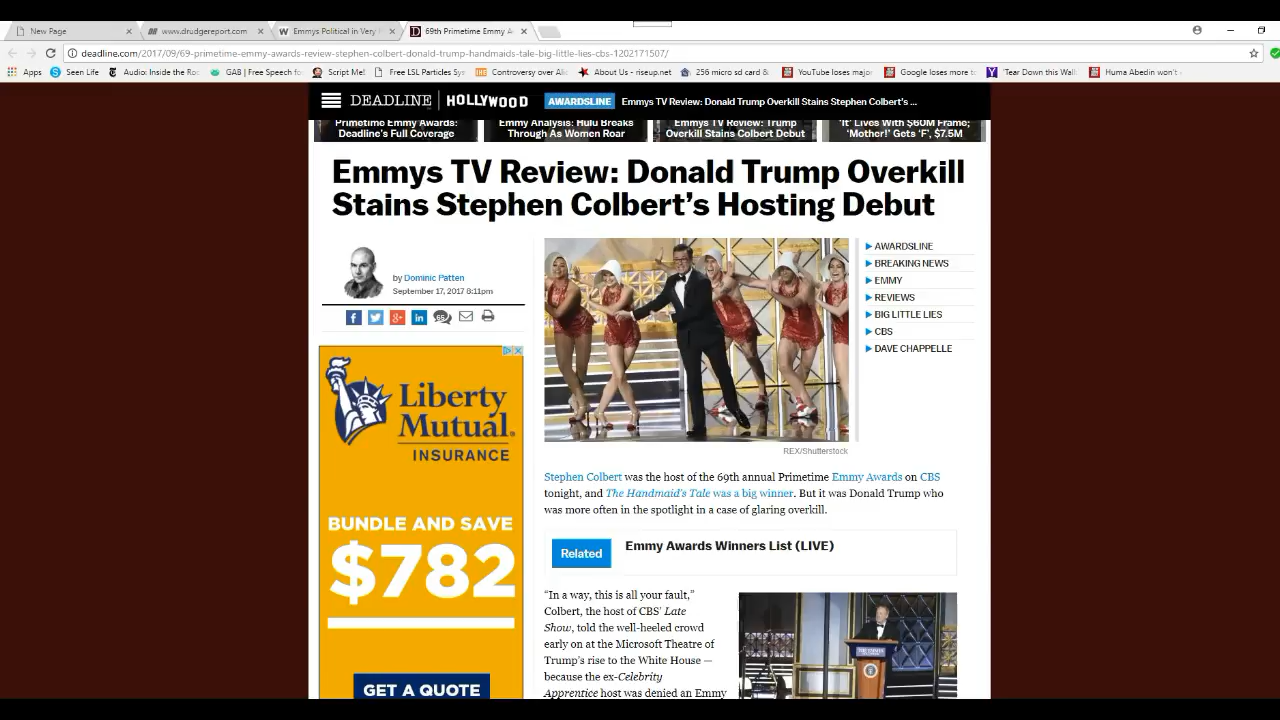 New Page
www.drudgereport.com
Emmys Political in Very
69th Primetime Emmy A
deadline.com/2017/09/69-primetime-emmy-awards-review-stephen-colbert-donald-trump-handmaids-tale-big-little-lies-cbs-1202171507/
Apps
Seen Life
Audio: Inside the Ro
GAB | Free Speech fo
Script Me!
Free LSL Particles Sy
Controversy over Ali
About Us - riseup.net
256 micro sd card &
YouTube loses major
Google loses more to
'Tear Down this Wall
Huma Abedin won't
DEADLINE | HOLLYWOOD
AWARDSLINE
Emmys TV Review: Donald Trump Overkill Stains Stephen Colbert's ...
Primetime Emmy Awards:
Deadline's Full Coverage
Emmy Analysis: Hulu Breaks
Through As Women Roar
Emmys TV Review: Trump
Overkill Stains Colbert Debut
'It' Lives With $60M Frame;
'Mother!' Gets 'F', $7.5M
Emmys TV Review: Donald Trump Overkill
Stains Stephen Colbert's Hosting Debut
by Dominic Patten
September 17, 2017 8:11pm
66
Liberty
Mutual.
INSURANCE
BUNDLE AND SAVE
$782
GET A QUOTE
REX/Shutterstock
AWARDSLINE
BREAKING NEWS
EMMY
REVIEWS
BIG LITTLE LIES
CBS
DAVE CHAPPELLE
Stephen Colbert was the host of the 69th annual Primetime Emmy Awards on CBS
tonight, and The Handmaid's Tale was a big winner. But it was Donald Trump who
was more often in the spotlight in a case of glaring overkill.
Related
Emmy Awards Winners List (LIVE)
“In a way, this is all your fault,”
Colbert, the host of CBS' Late
Show, told the well-heeled crowd
early on at the Microsoft Theatre of
Trump's rise to the White House —
because the ex-Celebrity
Apprentice host was denied an Emmy